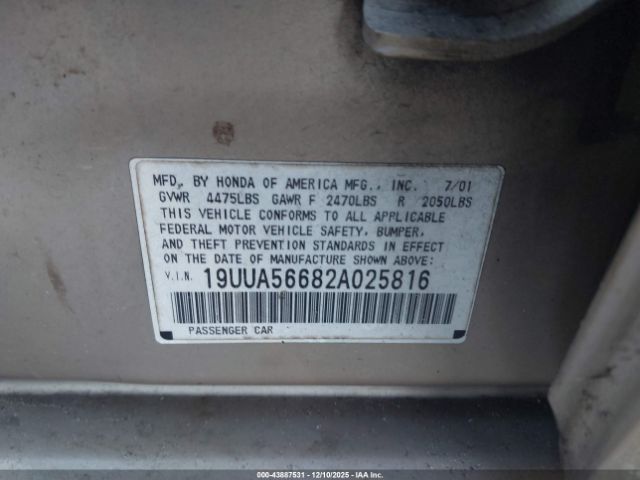 MFD. BY HONDA OF AMERICA MFG., INC. 7/01
GVWR 4475LBS GAWR F 2470LBS R 2050LBS
THIS VEHICLE CONFORMS TO ALL APPLICABLE
FEDERAL MOTOR VEHICLE SAFETY, BUMPER,
AND THEFT PREVENTION STANDARDS IN EFFECT
ON THE DATE OF MANUFACTURE SHOWN ABOVE:
V.I.N. 19UUA56682A025816
PASSENGER CAR
Stock No: 43887531 - 12/10/2025 - © IAA, Inc